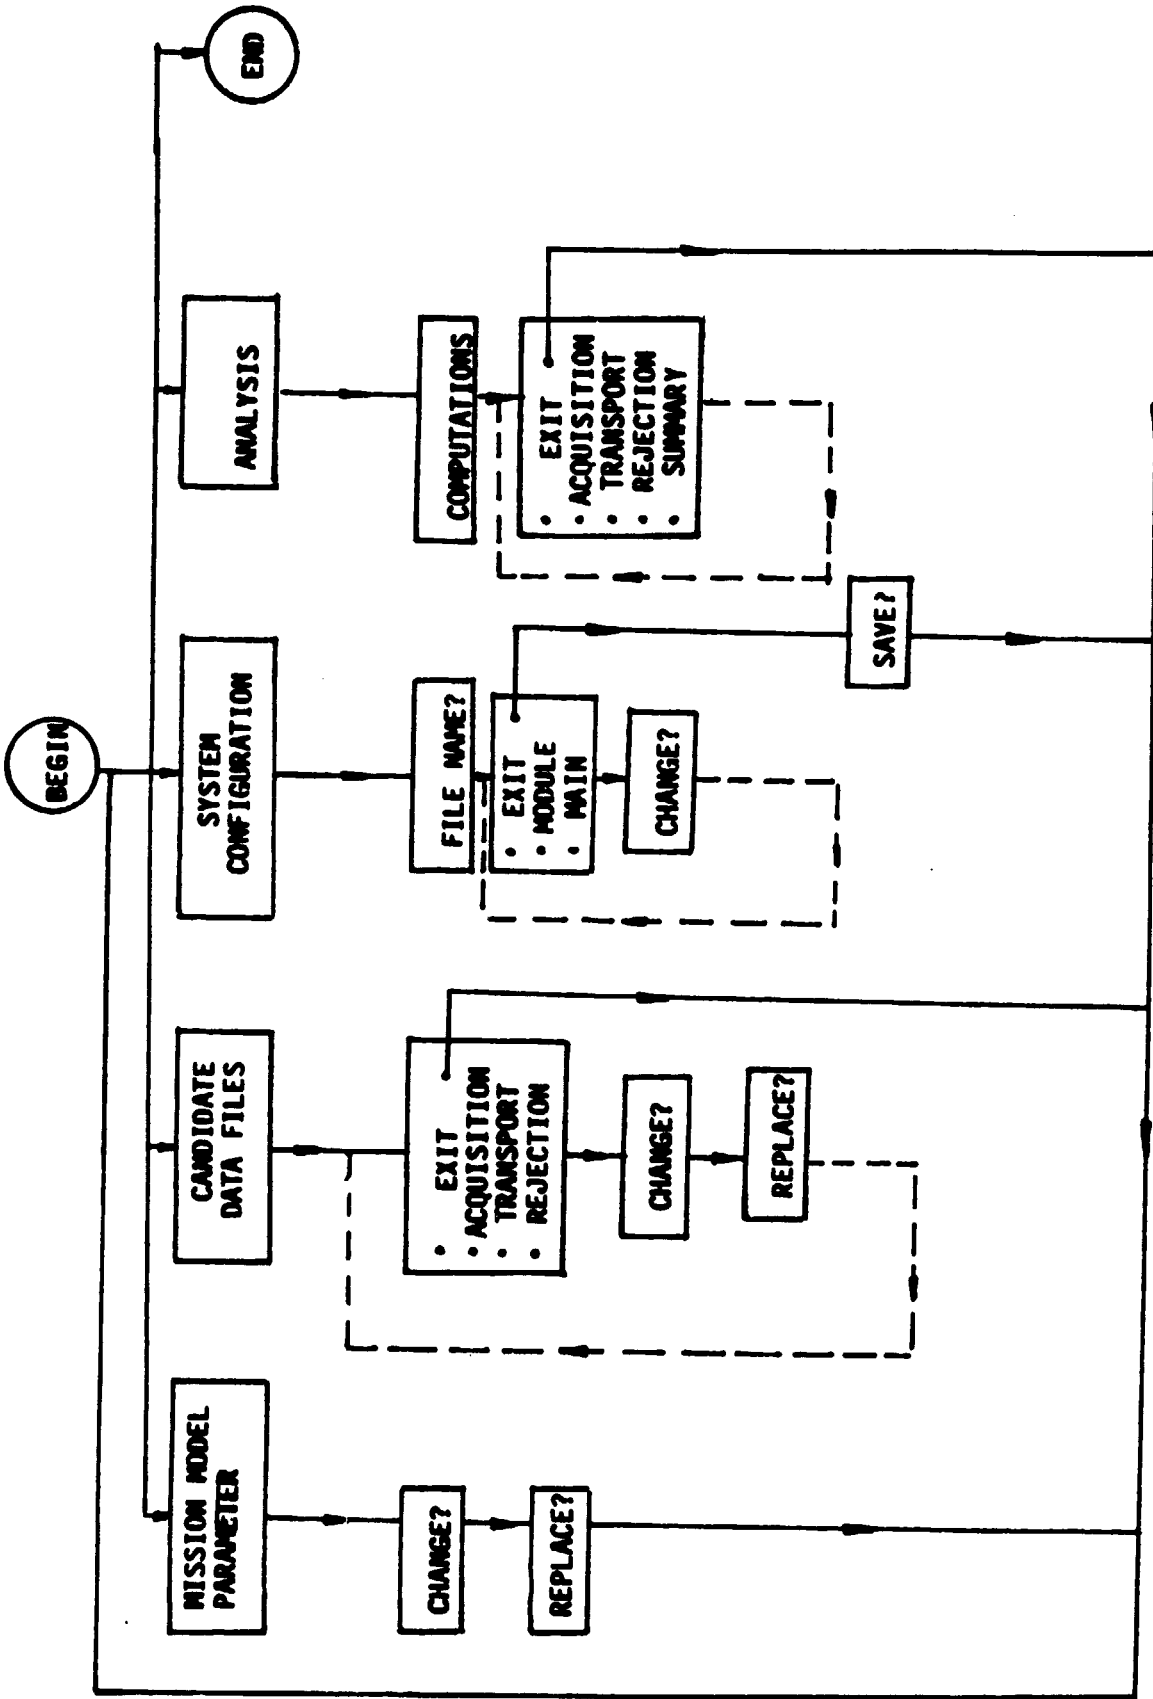 BEGIN
MISSION MODEL
PARAMETER
CHANGE?
REPLACE?
CANDIDATE
DATA FILES
• EXIT
• ACQUISITION
• TRANSPORT
• REJECTION
CHANGE?
REPLACE?
SYSTEM
CONFIGURATION
FILE NAME?
• EXIT
• MODULE
• MAIN
CHANGE?
SAVE?
ANALYSIS
COMPUTATIONS
• EXIT
• ACQUISITION
• TRANSPORT
• REJECTION
• SUMMARY
END